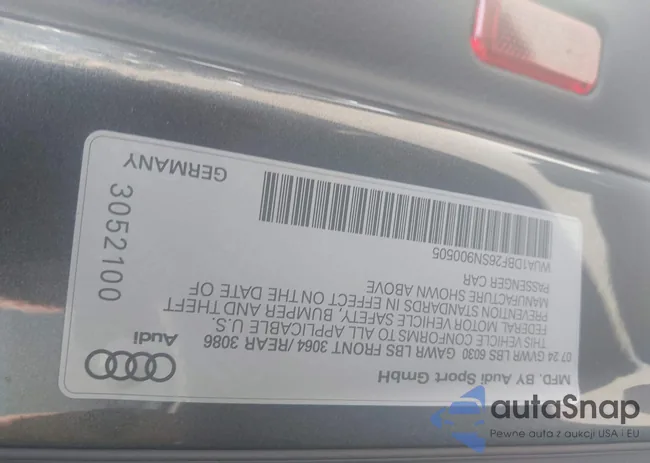 MFD. BY Audi Sport GmbH
07 24 GVWR LBS 6030 GAWR LBS FRONT 3064/REAR 3086
THIS VEHICLE CONFORMS TO ALL APPLICABLE U.S.
FEDERAL MOTOR VEHICLE SAFETY, BUMPER AND THEFT
PREVENTION STANDARDS IN EFFECT ON THE DATE OF
MANUFACTURE SHOWN ABOVE
PASSENGER CAR
WUA1DBF26SN900505
GERMANY
Audi
3052100
autaSnap
Pewne auta z aukcji USA i EU